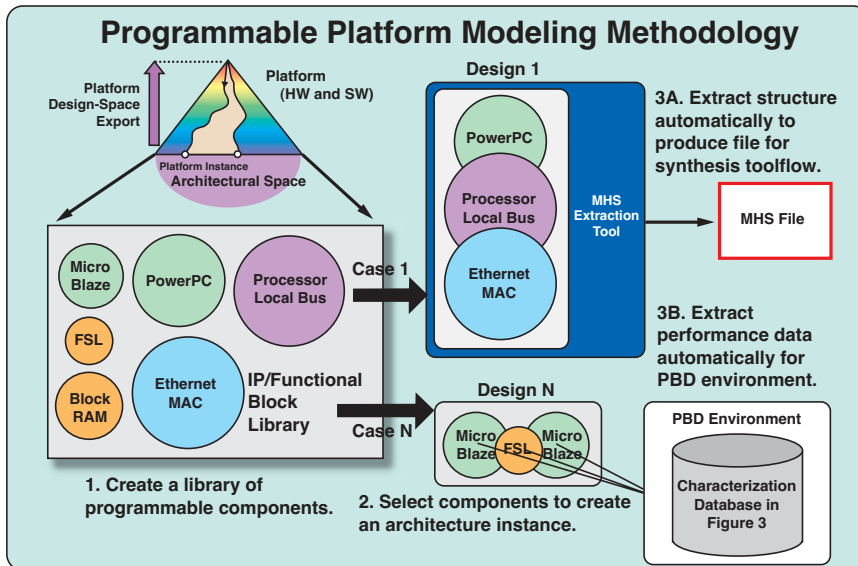 Programmable Platform Modeling Methodology
Platform
Design-Space
Export
Platform
(HW and SW)
Platform Instance
Architectural Space
Design 1
PowerPC
Processor
Local Bus
Ethernet
MAC
MHS
Extraction
Tool
3A. Extract structure
automatically to
produce file for
synthesis toolflow.
MHS File
Micro
Blaze
PowerPC
Processor
Local Bus
FSL
Block
RAM
Ethernet
MAC
IP/Functional
Block
Library
Case 1
Case N
3B. Extract
performance data
automatically for
PBD environment.
Design N
Micro
Blaze
FSL
Micro
Blaze
PBD Environment
Characterization
Database in
Figure 3
1. Create a library of
programmable components.
2. Select components to create
an architecture instance.